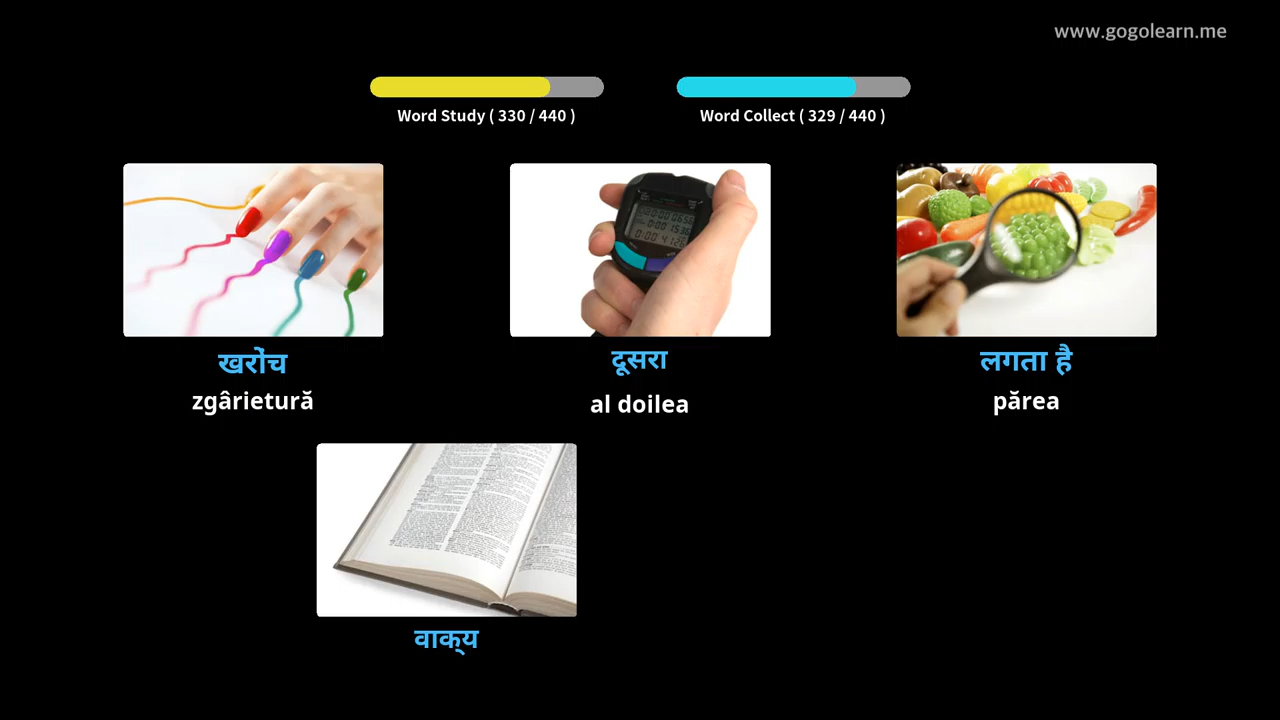 www.gogolearn.me
Word Study ( 330 / 440 )
Word Collect ( 329 / 440 )
खरोंच
zgârietură
दूसरा
al doilea
लगता है
părea
वाक्य